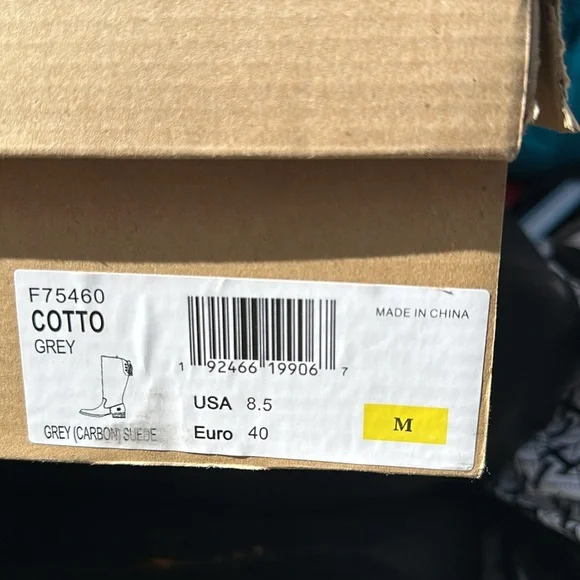 F75460
COTTO
GREY
GREY (CARBON) SUEDE
1 92466 19906 7
USA 8.5
Euro 40
MADE IN CHINA
M